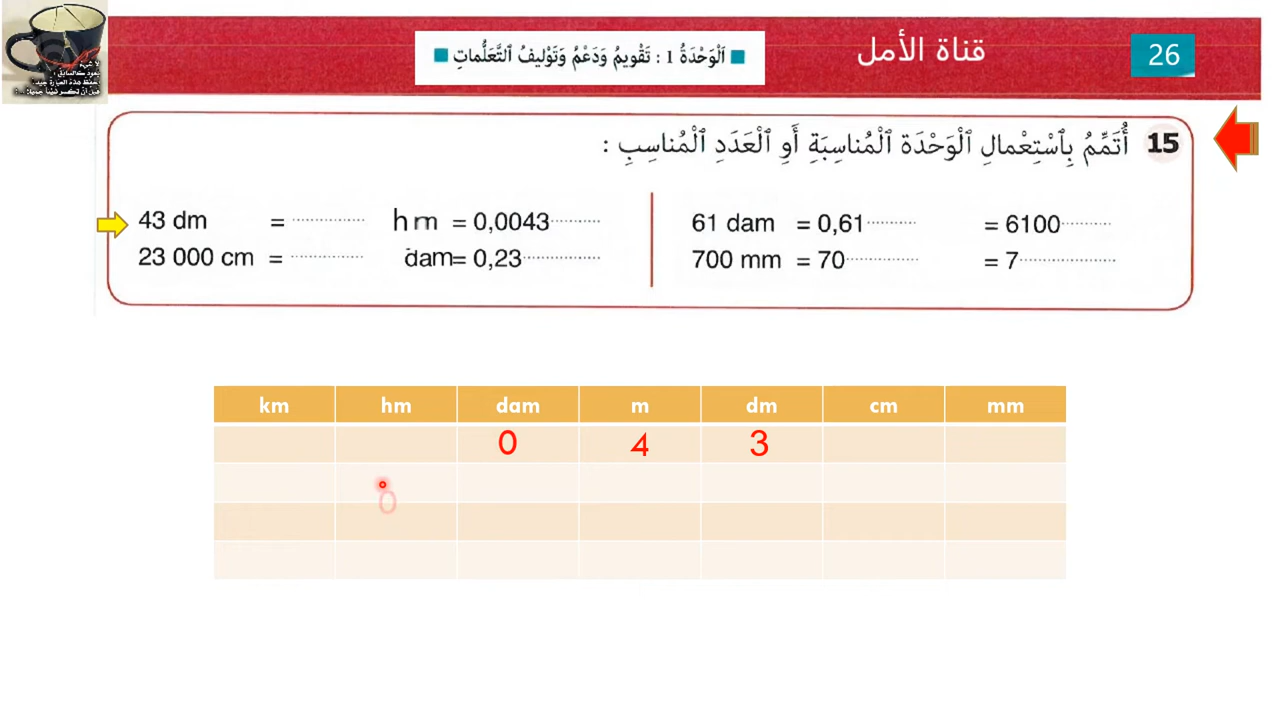 26
قناة الأمل
■ اَلْوَحْدَةُ 1 : تَقْوِيمُ وَدَعْمُ وَتَوْلِيفُ ٱلتَّعَلُّماتِ ■
15 أُتَمِّمُ بِٱسْتِعْمالِ ٱلْوَحْدَة ٱلْمُناسِبَةِ أَوِ ٱلْعَدَدِ ٱلْمُناسِبِ :
43 dm = ............... hm = 0,0043..........
23 000 cm = ............... dam= 0,23...............
61 dam = 0,61.......... = 6100..........
700 mm = 70.............. = 7...................
km hm dam m dm cm mm
0 4 3
0